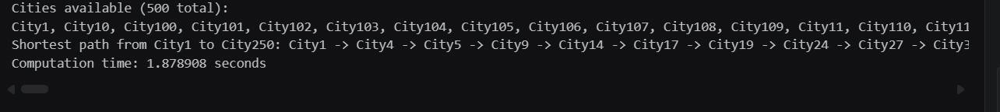 Cities available (500 total):
City1, City10, City100, City101, City102, City103, City104, City105, City106, City107, City108, City109, City11, City110, City11
Shortest path from City1 to City250: City1 -> City4 -> City5 -> City9 -> City14 -> City17 -> City19 -> City24 -> City27 -> City3
Computation time: 1.878908 seconds